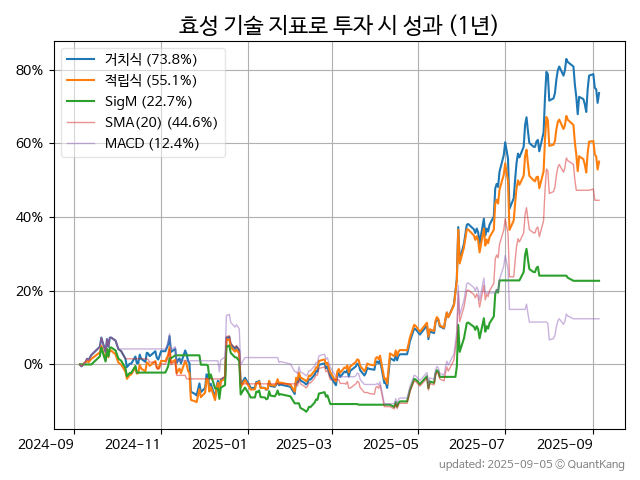 효성 기술 지표로 투자 시 성과 (1년)
거치식 (73.8%)
적립식 (55.1%)
SigM (22.7%)
SMA(20) (44.6%)
MACD (12.4%)
80%
60%
40%
20%
0%
2024-09 2024-11 2025-01 2025-03 2025-05 2025-07 2025-09
updated: 2025-09-05 © QuantKang